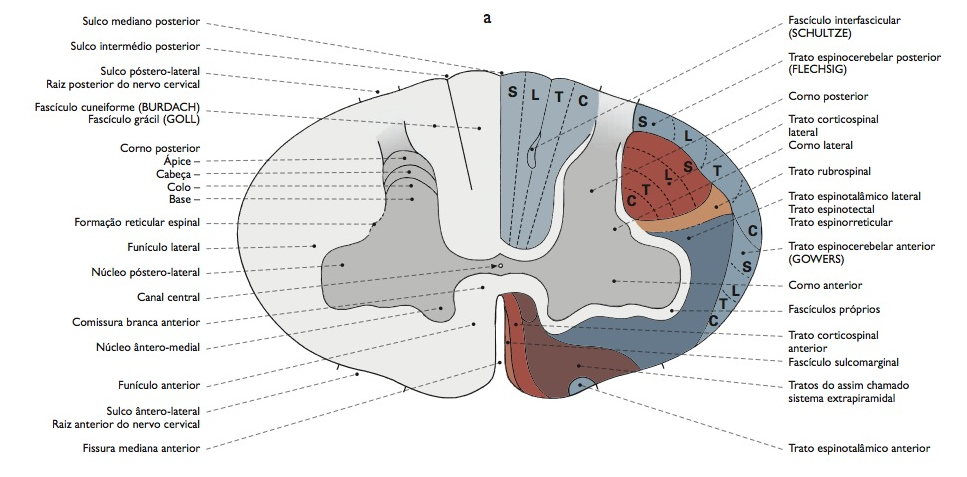 a
Sulco mediano posterior
Sulco intermédio posterior
Sulco póstero-lateral
Raiz posterior do nervo cervical
Fascículo cuneiforme (BURDACH)
Fascículo grácil (GOLL)
Corno posterior
Ápice
Cabeça
Colo
Base
Formação reticular espinal
Funículo lateral
Núcleo póstero-lateral
Canal central
Comissura branca anterior
Núcleo ântero-medial
Funículo anterior
Sulco ântero-lateral
Raiz anterior do nervo cervical
Fissura mediana anterior
S L T C
S L T C
S L T C
S L T C
Fascículo interfascicular
(SCHULTZE)
Trato espinocerebelar posterior
(FLECHSIG)
Como posterior
Trato corticospinal
lateral
Como lateral
Trato rubrospinal
Trato espinotalâmico lateral
Trato espinotectal
Trato espinorreticular
Trato espinocerebelar anterior
(GOWERS)
Como anterior
Fascículos próprios
Trato corticospinal
anterior
Fascículo sulcomarginal
Tratos do assim chamado
sistema extrapiramidal
Trato espinotalâmico anterior